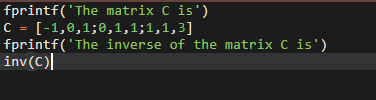 fprintf('The matrix C is')
C = [-1,0,1;0,1,1;1,1,3]
fprintf('The inverse of the matrix C is')
inv(C)